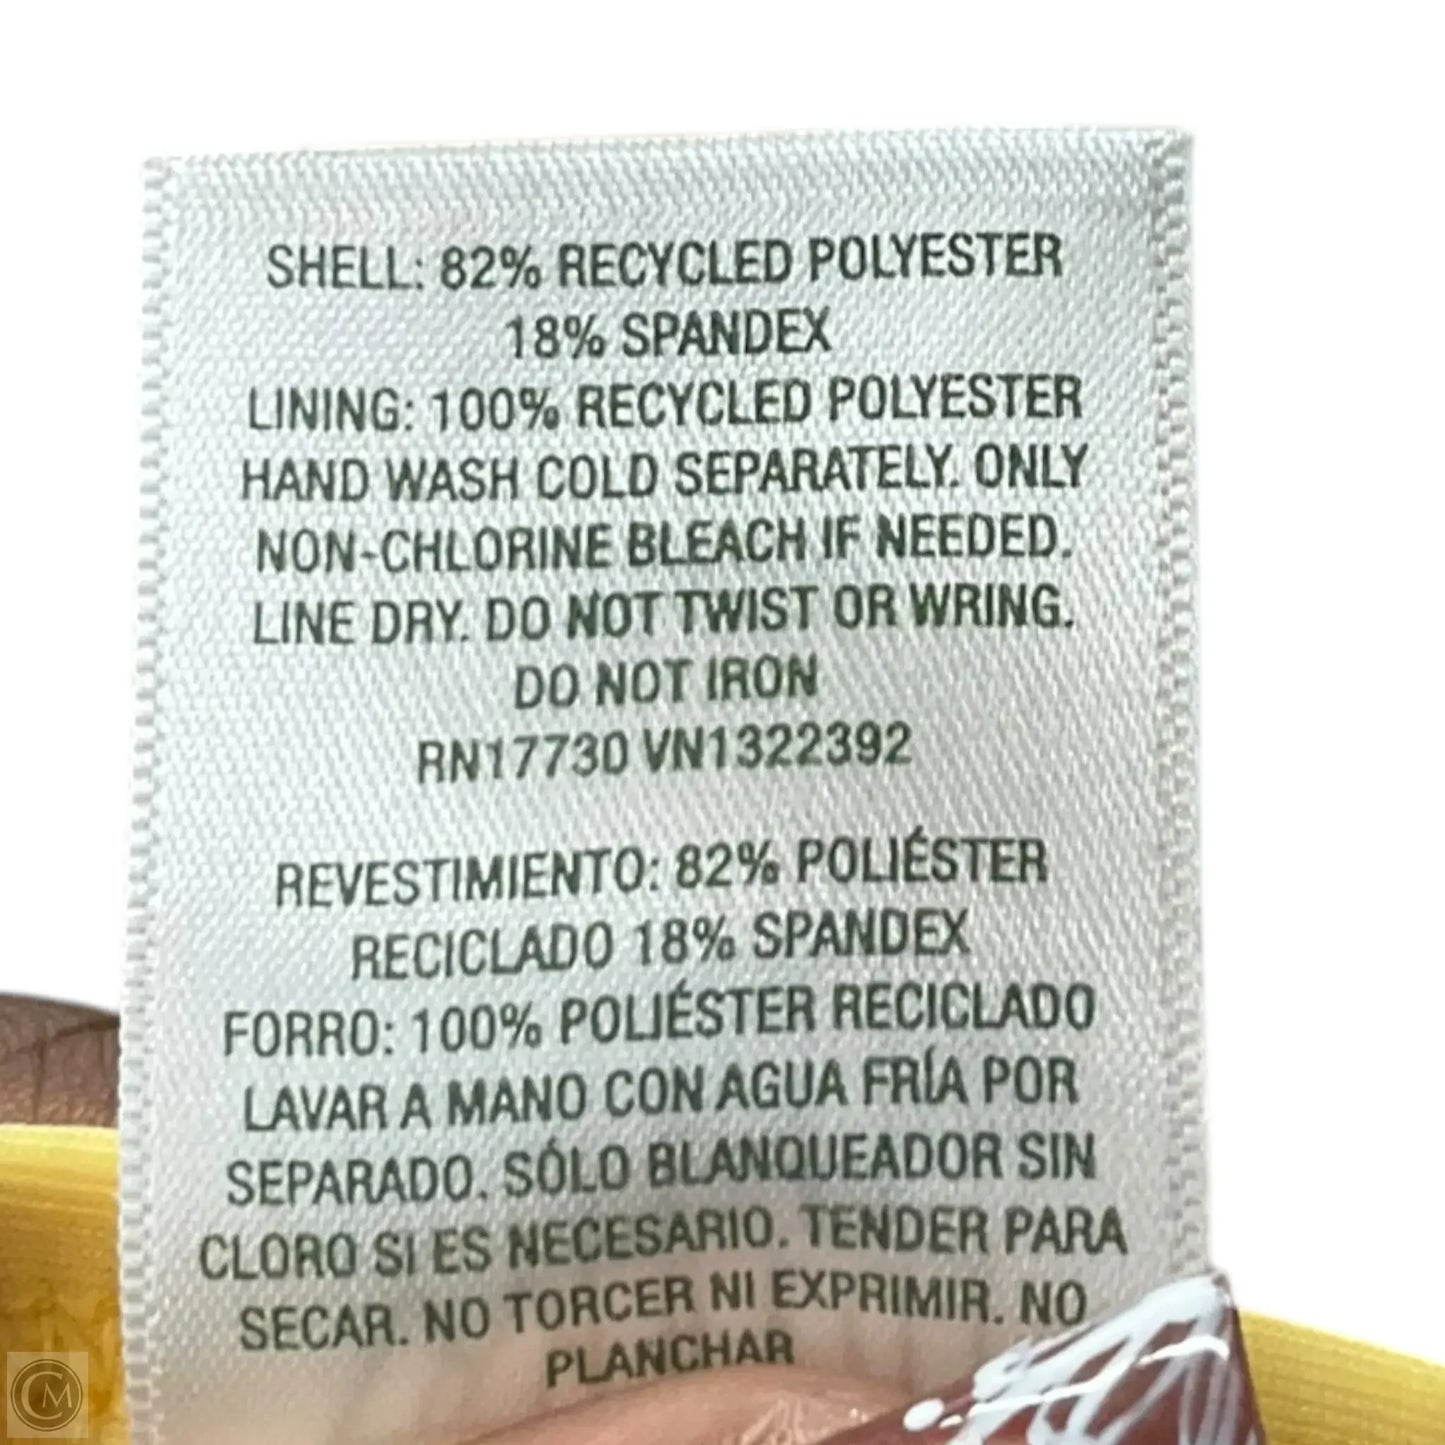 SHELL: 82% RECYCLED POLYESTER
18% SPANDEX
LINING: 100% RECYCLED POLYESTER
HAND WASH COLD SEPARATELY. ONLY
NON-CHLORINE BLEACH IF NEEDED.
LINE DRY. DO NOT TWIST OR WRING.
DO NOT IRON
RN17730 VN1322392
REVESTIMIENTO: 82% POLIÉSTER
RECICLADO 18% SPANDEX
FORRO: 100% POLIÉSTER RECICLADO
LAVAR A MANO CON AGUA FRÍA POR
SEPARADO. SÓLO BLANQUEADOR SIN
CLORO SI ES NECESARIO. TENDER PARA
SECAR. NO TORCER NI EXPRIMIR. NO
PLANCHAR
CM